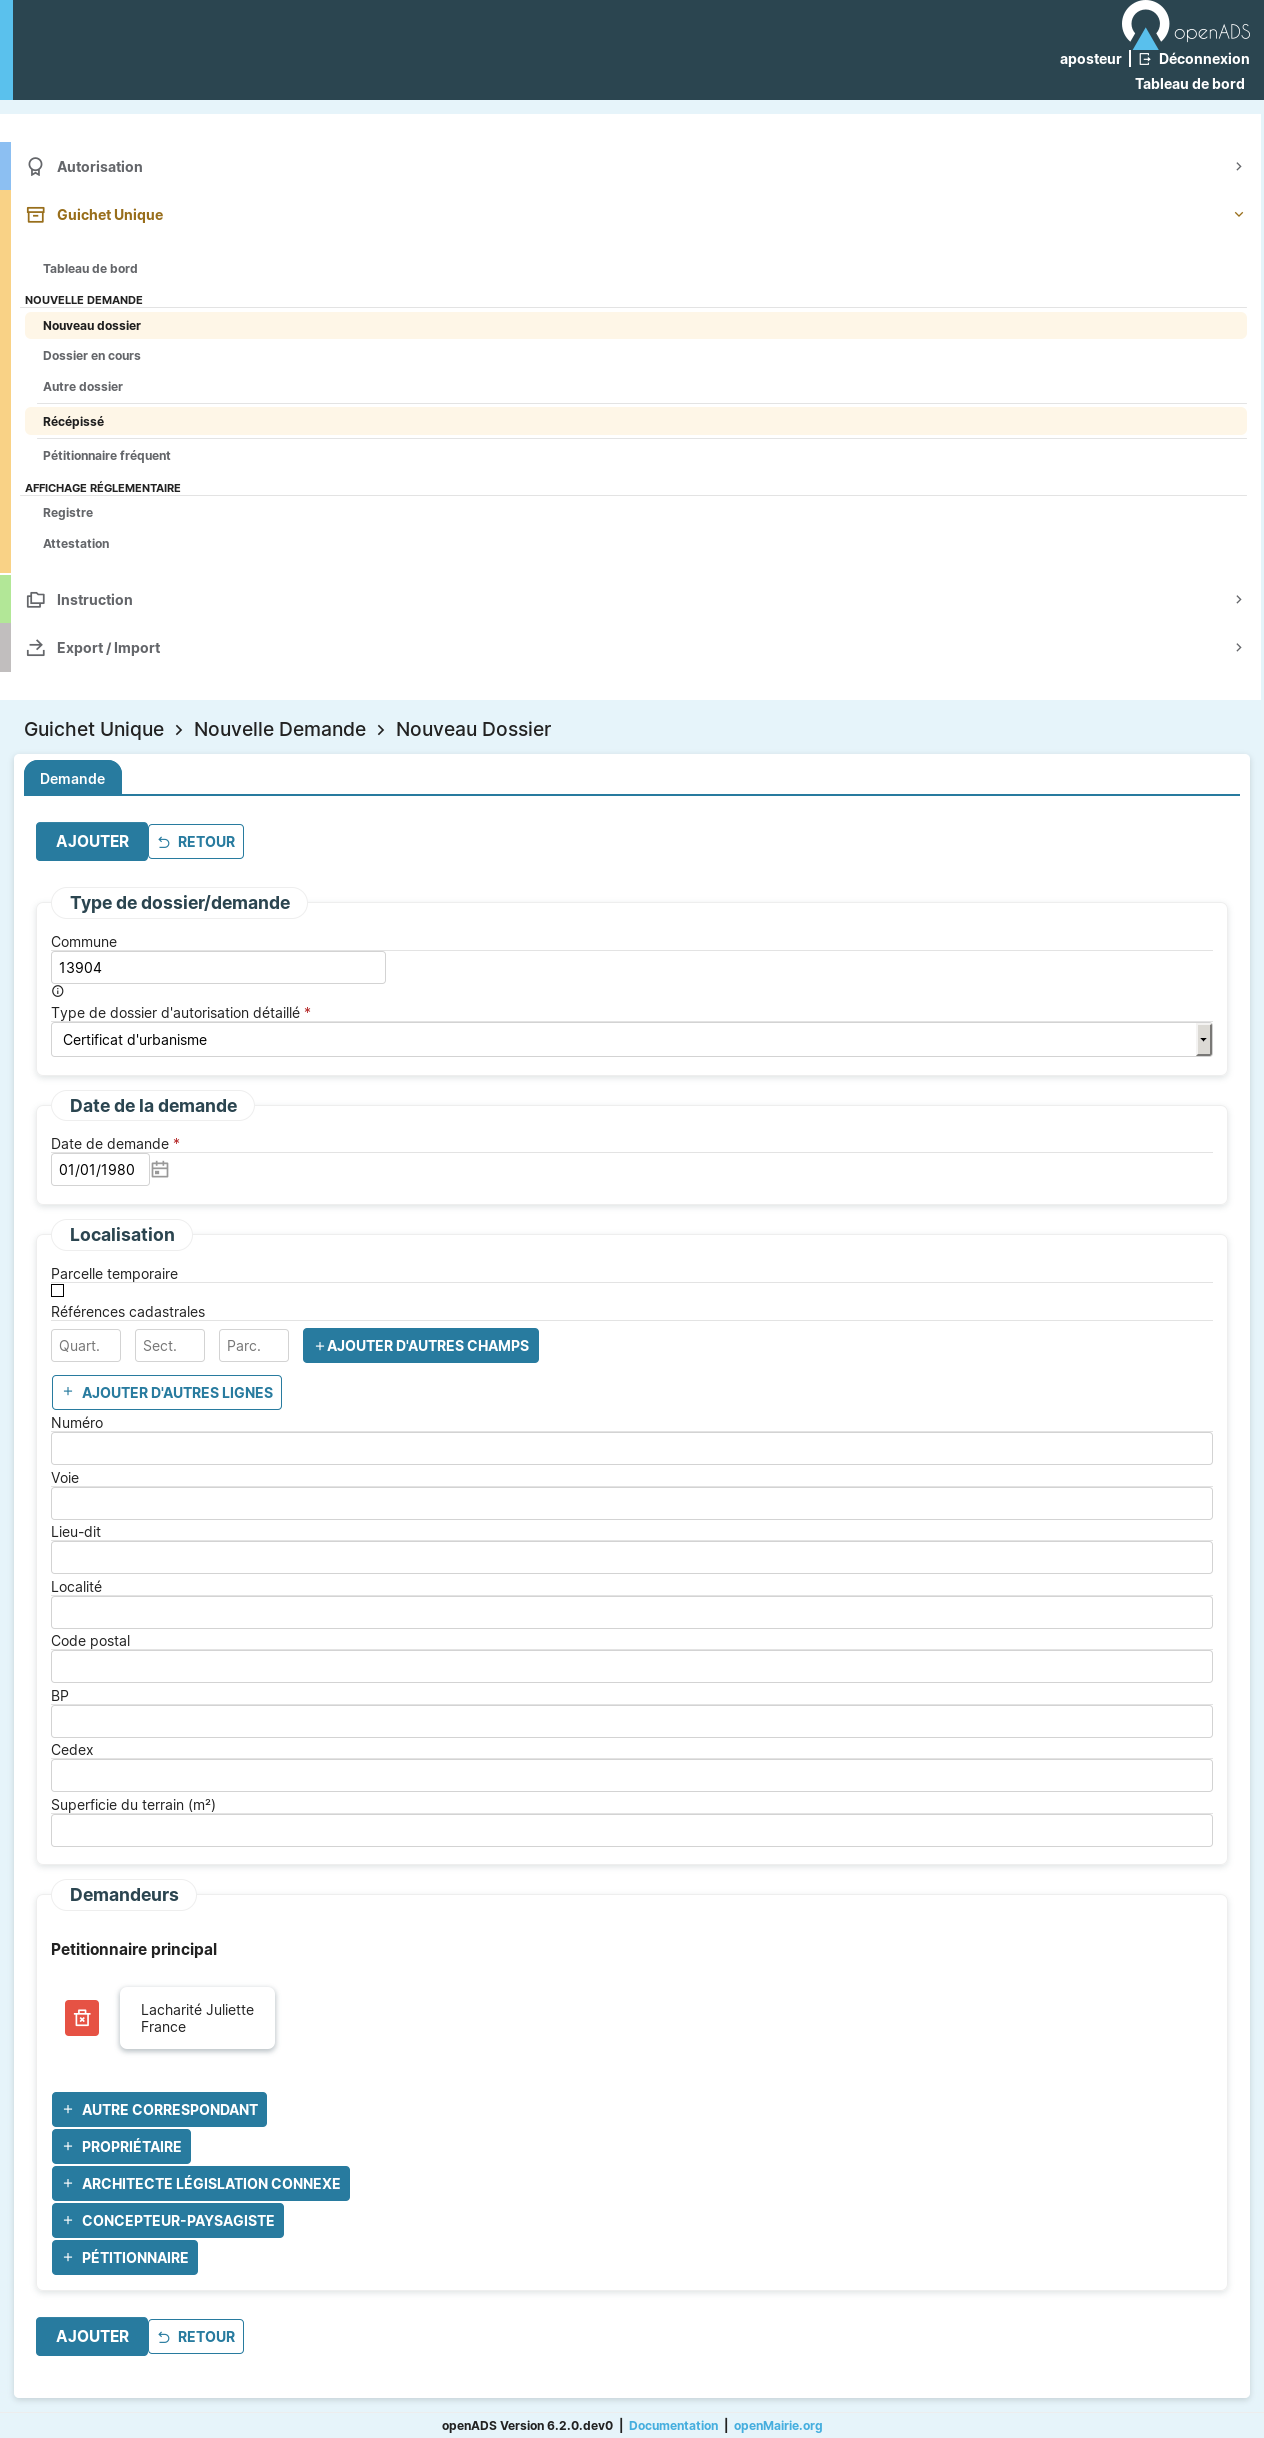 openADS
aposteur | Déconnexion
Tableau de bord
Autorisation
Guichet Unique
Tableau de bord
NOUVELLE DEMANDE
Nouveau dossier
Dossier en cours
Autre dossier
Récépissé
Pétitionnaire fréquent
AFFICHAGE RÉGLEMENTAIRE
Registre
Attestation
Instruction
Export / Import
Guichet Unique > Nouvelle Demande > Nouveau Dossier
Demande
AJOUTER RETOUR
Type de dossier/demande
Commune
13904
Type de dossier d'autorisation détaillé *
Certificat d'urbanisme
Date de la demande
Date de demande *
01/01/1980
Localisation
Parcelle temporaire
Références cadastrales
Quart. Sect. Parc. +AJOUTER D'AUTRES CHAMPS
+ AJOUTER D'AUTRES LIGNES
Numéro
Voie
Lieu-dit
Localité
Code postal
BP
Cedex
Superficie du terrain (m²)
Demandeurs
Petitionnaire principal
Lacharité Juliette
France
+ AUTRE CORRESPONDANT
+ PROPRIÉTAIRE
+ ARCHITECTE LÉGISLATION CONNEXE
+ CONCEPTEUR-PAYSAGISTE
+ PÉTITIONNAIRE
AJOUTER RETOUR
openADS Version 6.2.0.dev0 | Documentation | openMairie.org